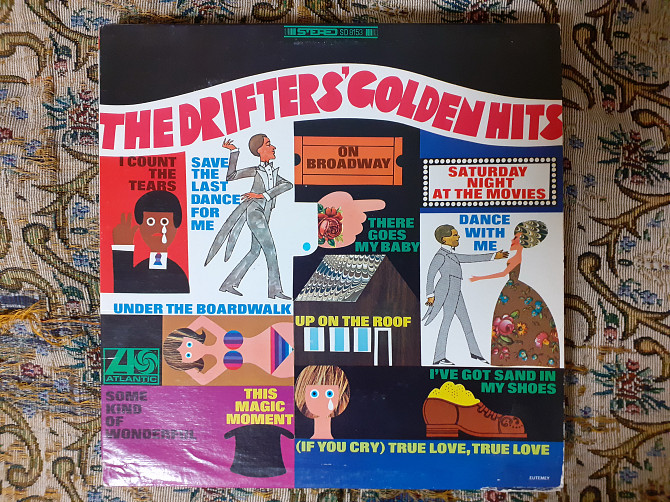 STEREO SD 8153
THE DRIFTERS' GOLDEN HITS
I COUNT
THE
TEARS
SAVE
THE
LAST
DANCE
FOR
ME
ON
BROADWAY
SATURDAY
NIGHT
AT THE MOVIES
THERE
GOES
MY BABY
DANCE
WITH
ME
UNDER THE BOARDWALK
UP ON THE ROOF
ATLANTIC
I'VE GOT SAND IN
MY SHOES
SOME
KIND
OF
WONDERFUL
THIS
MAGIC
MOMENT
(IF YOU CRY) TRUE LOVE, TRUE LOVE